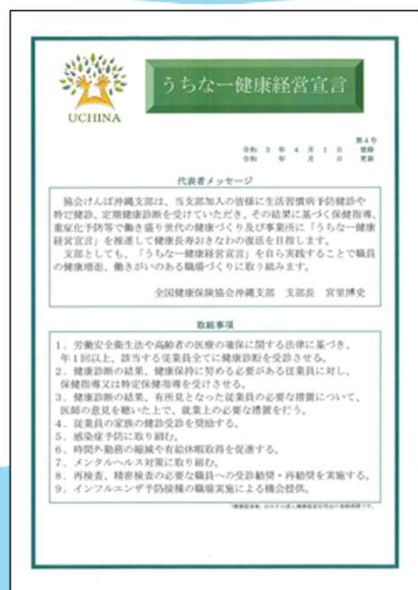 うちなー健康経営宣言
UCHINA
第4号
令和 3 年 4 月 1 日 登録
令和 年 月 日 更新
代表者メッセージ
協会けんぽ沖縄支部は、当支部加入の皆様に生活習慣病予防健診や
特定健診、定期健康診断を受けていただき、その結果に基づく保健指導、
重症化予防等で働き盛り世代の健康づくり及び事業所に「うちなー健康
経営宣言」を推進して健康長寿おきなわの復活を目指します。
支部としても、「うちなー健康経営宣言」を自ら実践することで職員
の健康増進、働きがいのある職場づくりに取り組みます。
全国健康保険協会沖縄支部 支部長 宮里博史
取組事項
1.労働安全衛生法や高齢者の医療の確保に関する法律に基づき、
年1回以上、該当する従業員全てに健康診断を受診させる。
2.健康診断の結果、健康保持に努める必要がある従業員に対し、
保健指導又は特定保健指導を受けさせる。
3.健康診断の結果、有所見となった従業員の必要な措置について、
医師の意見を聴いた上で、就業上の必要な措置を行う。
4.従業員の家族の健診受診を奨励する。
5.感染症予防に取り組む。
6.時間外勤務の縮減や有給休暇取得を促進する。
7.メンタルヘルス対策に取り組む。
8.再検査、精密検査の必要な職員への受診勧奨・再勧奨を実施する。
9.インフルエンザ予防接種の職場実施による機会提供。